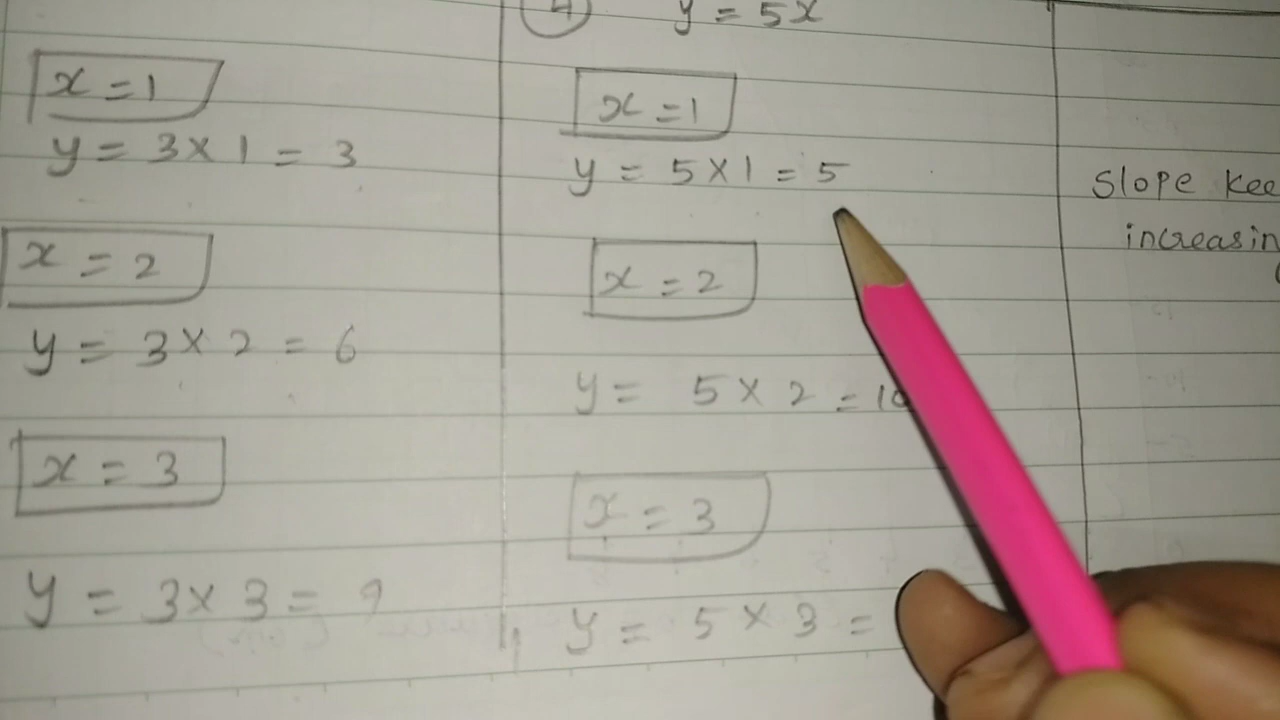 x = 1
y = 3 × 1 = 3
x = 2
y = 3 × 2 = 6
x = 3
y = 3 × 3 = 9
4 y = 5x
x = 1
y = 5 × 1 = 5
x = 2
y = 5 × 2 = 10
x = 3
y = 5 × 3 =
Slope kee
increasin